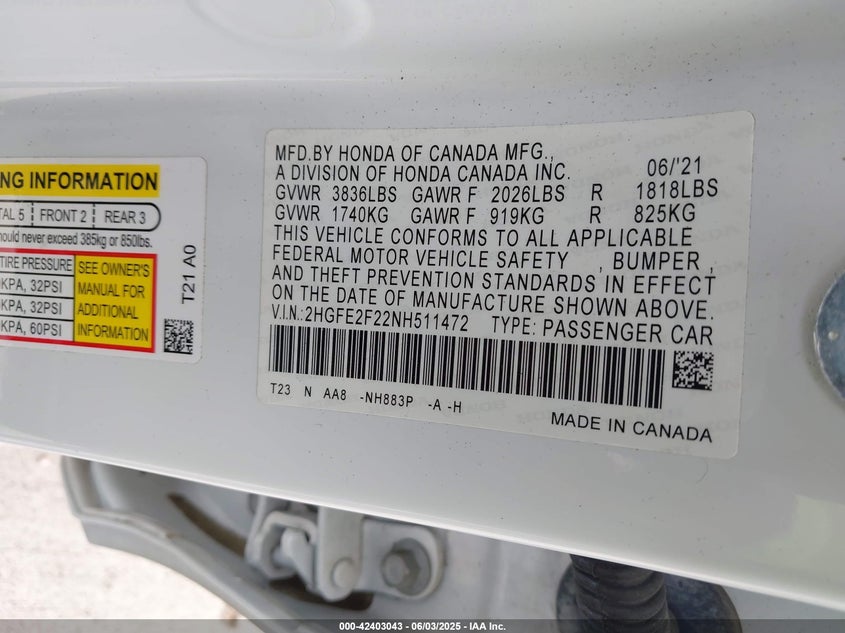 NG INFORMATION
TAL 5 FRONT 2 REAR 3
hould never exceed 385kg or 850lbs.
TIRE PRESSURE
KPA, 32PSI
KPA, 32PSI
KPA, 60PSI
SEE OWNER'S
MANUAL FOR
ADDITIONAL
INFORMATION
T21 A0
MFD.BY HONDA OF CANADA MFG.,
A DIVISION OF HONDA CANADA INC. 06/'21
GVWR 3836LBS GAWR F 2026LBS R 1818LBS
GVWR 1740KG GAWR F 919KG R 825KG
THIS VEHICLE CONFORMS TO ALL APPLICABLE
FEDERAL MOTOR VEHICLE SAFETY , BUMPER ,
AND THEFT PREVENTION STANDARDS IN EFFECT
ON THE DATE OF MANUFACTURE SHOWN ABOVE.
V.I.N.:2HGFE2F22NH511472 TYPE: PASSENGER CAR
T23 N AA8 -NH883P -A -H
MADE IN CANADA
000-42403043 - 06/03/2025 - IAA Inc.